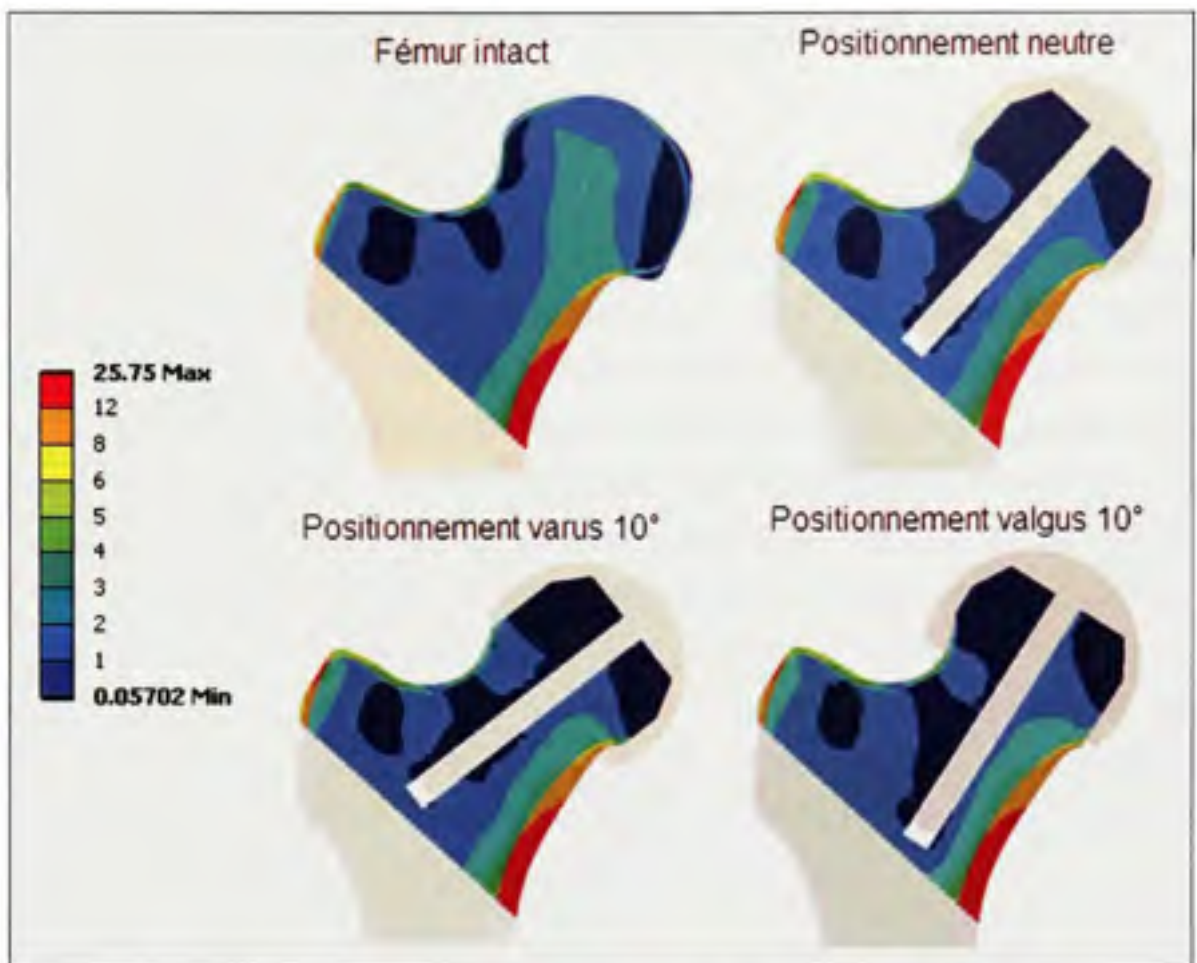 Fémur intact
Positionnement neutre
25.75 Max
12
8
6
5
4
3
2
1
0.05702 Min
Positionnement varus 10°
Positionnement valgus 10°